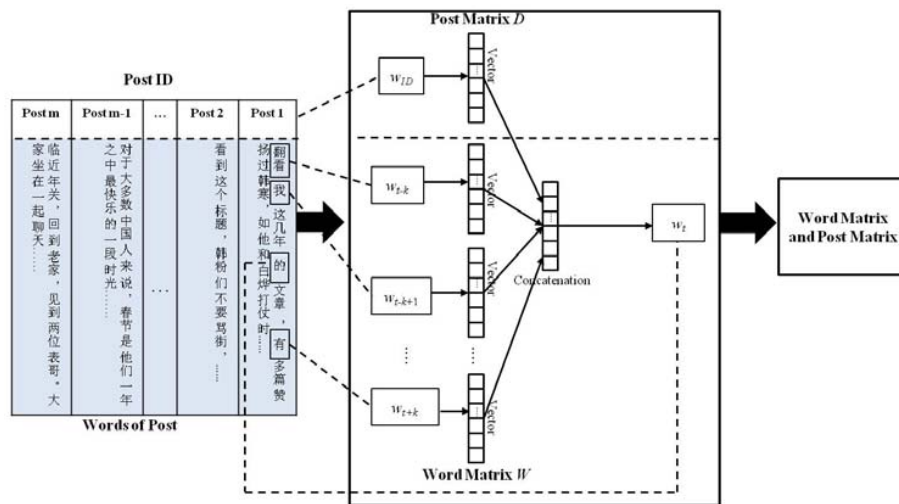 Post Matrix D
Post ID
Post m
Post m-1
...
Post 2
Post 1
翻看我这几年的文章，有多篇赞
扬过韩寒，如他和白烨打仗时……
看到这个标题，韩粉们不要骂街，……
...
对于大多数中国人来说，春节是他们一年
之中最快乐的一段时光……
临近年关，回到老家，见到两位表哥。大
家坐在一起聊天……
Words of Post
w_ID
Vector
w_t-k
Vector
w_t-k+1
Vector
......
......
w_t+k
Vector
Concatenation
w_t
Word Matrix W
Word Matrix
and Post Matrix